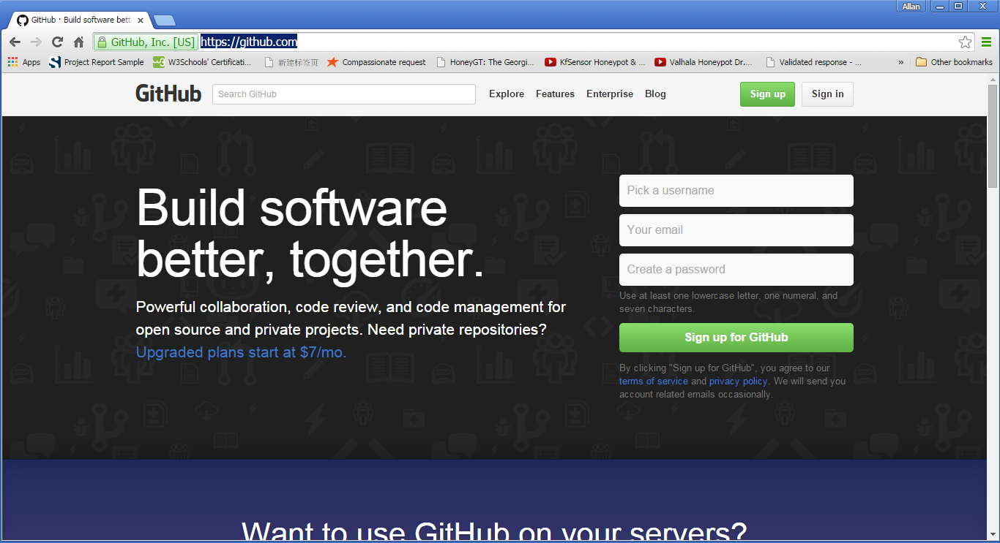 Allan
GitHub · Build software bett
GitHub, Inc. [US] https://github.com
Apps Project Report Sample W3Schools' Certificati... 新建标签页 Compassionate request HoneyGT: The Georgi... KfSensor Honeypot & ... Valhala Honeypot Dr.... Validated response - ... » Other bookmarks
GitHub Search GitHub Explore Features Enterprise Blog Sign up Sign in
Build software
better, together.
Powerful collaboration, code review, and code management for
open source and private projects. Need private repositories?
Upgraded plans start at $7/mo.
Pick a username
Your email
Create a password
Use at least one lowercase letter, one numeral, and
seven characters.
Sign up for GitHub
By clicking "Sign up for GitHub", you agree to our
terms of service and privacy policy. We will send you
account related emails occasionally.
Want to use GitHub on your servers?